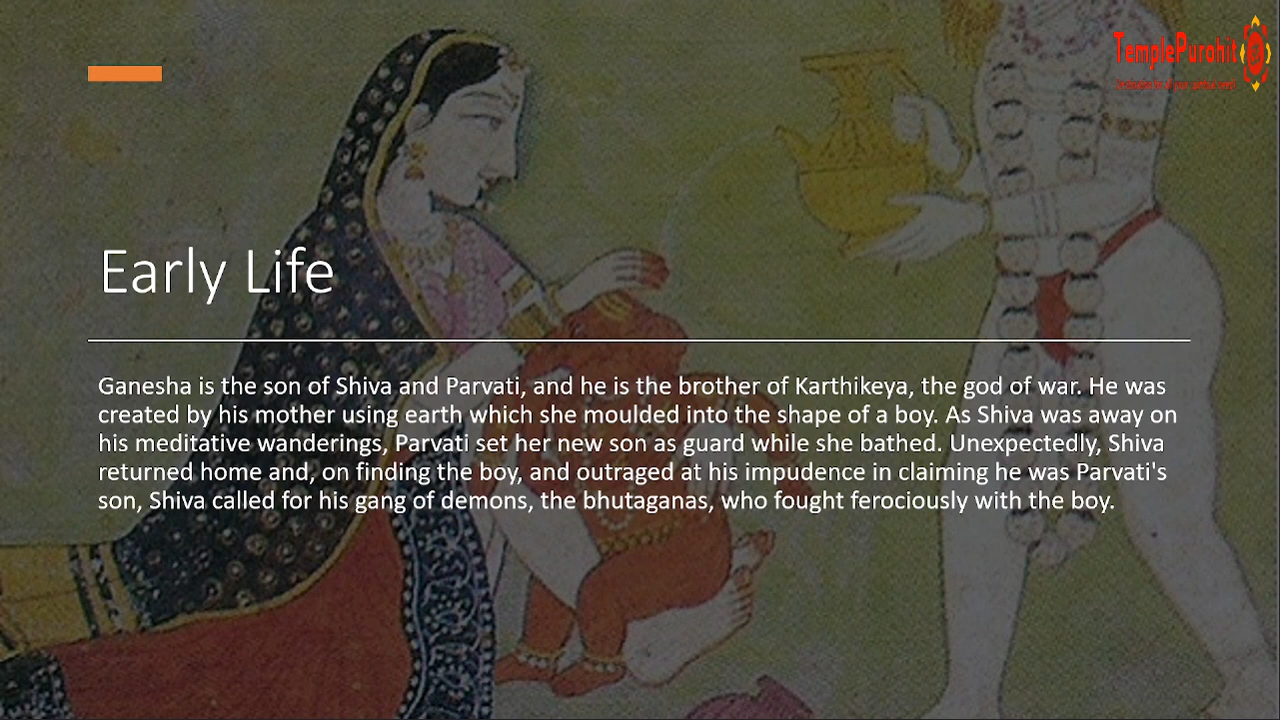 TemplePurohit
Early Life
Ganesha is the son of Shiva and Parvati, and he is the brother of Karthikeya, the god of war. He was
created by his mother using earth which she moulded into the shape of a boy. As Shiva was away on
his meditative wanderings, Parvati set her new son as guard while she bathed. Unexpectedly, Shiva
returned home and, on finding the boy, and outraged at his impudence in claiming he was Parvati's
son, Shiva called for his gang of demons, the bhutaganas, who fought ferociously with the boy.